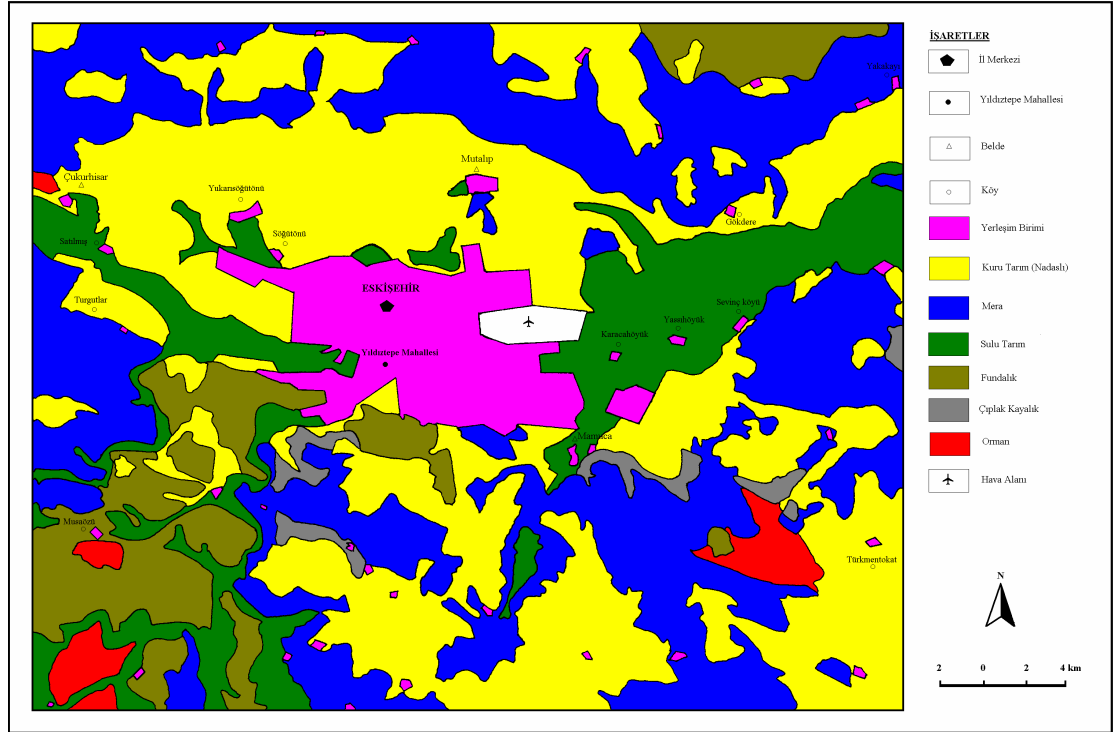 İŞARETLER
İl Merkezi
Yıldıztepe Mahallesi
Belde
Köy
Yerleşim Birimi
Kuru Tarım (Nadaslı)
Mera
Sulu Tarım
Fundalık
Çıplak Kayalık
Orman
Hava Alanı
N
2 0 2 4 km
Mutalıp
Çukurhisar
Yukarısöğütönü
Gökdere
Söğütönü
Satılmış
ESKİŞEHİR
Turgutlar
Sevinç köyü
Yassıhöyük
Karacahöyük
Yıldıztepe Mahallesi
Mamuca
Musaözü
Türkmentokat